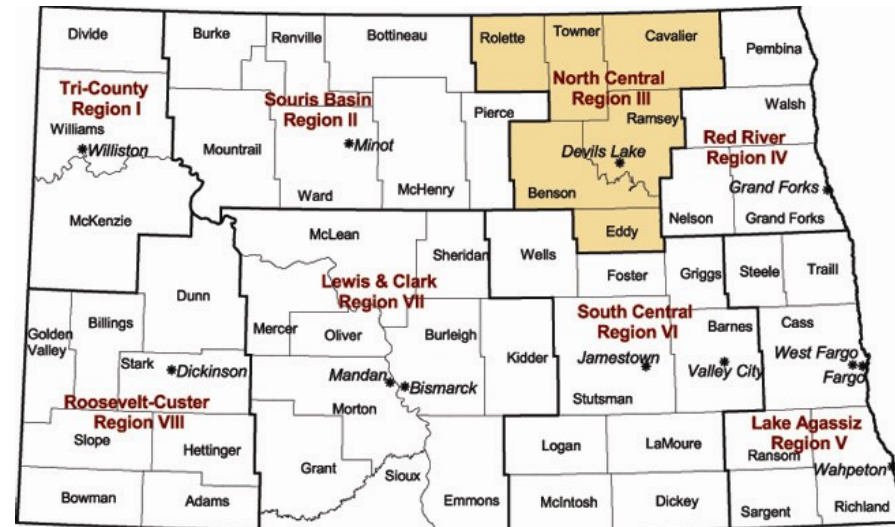 Divide
Burke
Renville
Bottineau
Rolette
Towner
Cavalier
Pembina
Tri-County
Region I
Williams
Williston
Souris Basin
Region II
Minot
Mountrail
Ward
McHenry
Pierce
North Central
Region III
Ramsey
Devils Lake
Benson
Eddy
Walsh
Red River
Region IV
Grand Forks
Nelson
Grand Forks
McKenzie
McLean
Sheridan
Wells
Foster
Griggs
Steele
Traill
Dunn
Lewis & Clark
Region VII
Mercer
Oliver
Burleigh
Kidder
South Central
Region VI
Jamestown
Stutsman
Barnes
Valley City
Cass
West Fargo
Fargo
Golden
Valley
Billings
Stark
Dickinson
Mandan
Bismarck
Morton
Roosevelt-Custer
Region VIII
Slope
Hettinger
Grant
Sioux
Logan
LaMoure
Lake Agassiz
Region V
Ransom
Wahpeton
Bowman
Adams
Emmons
McIntosh
Dickey
Sargent
Richland